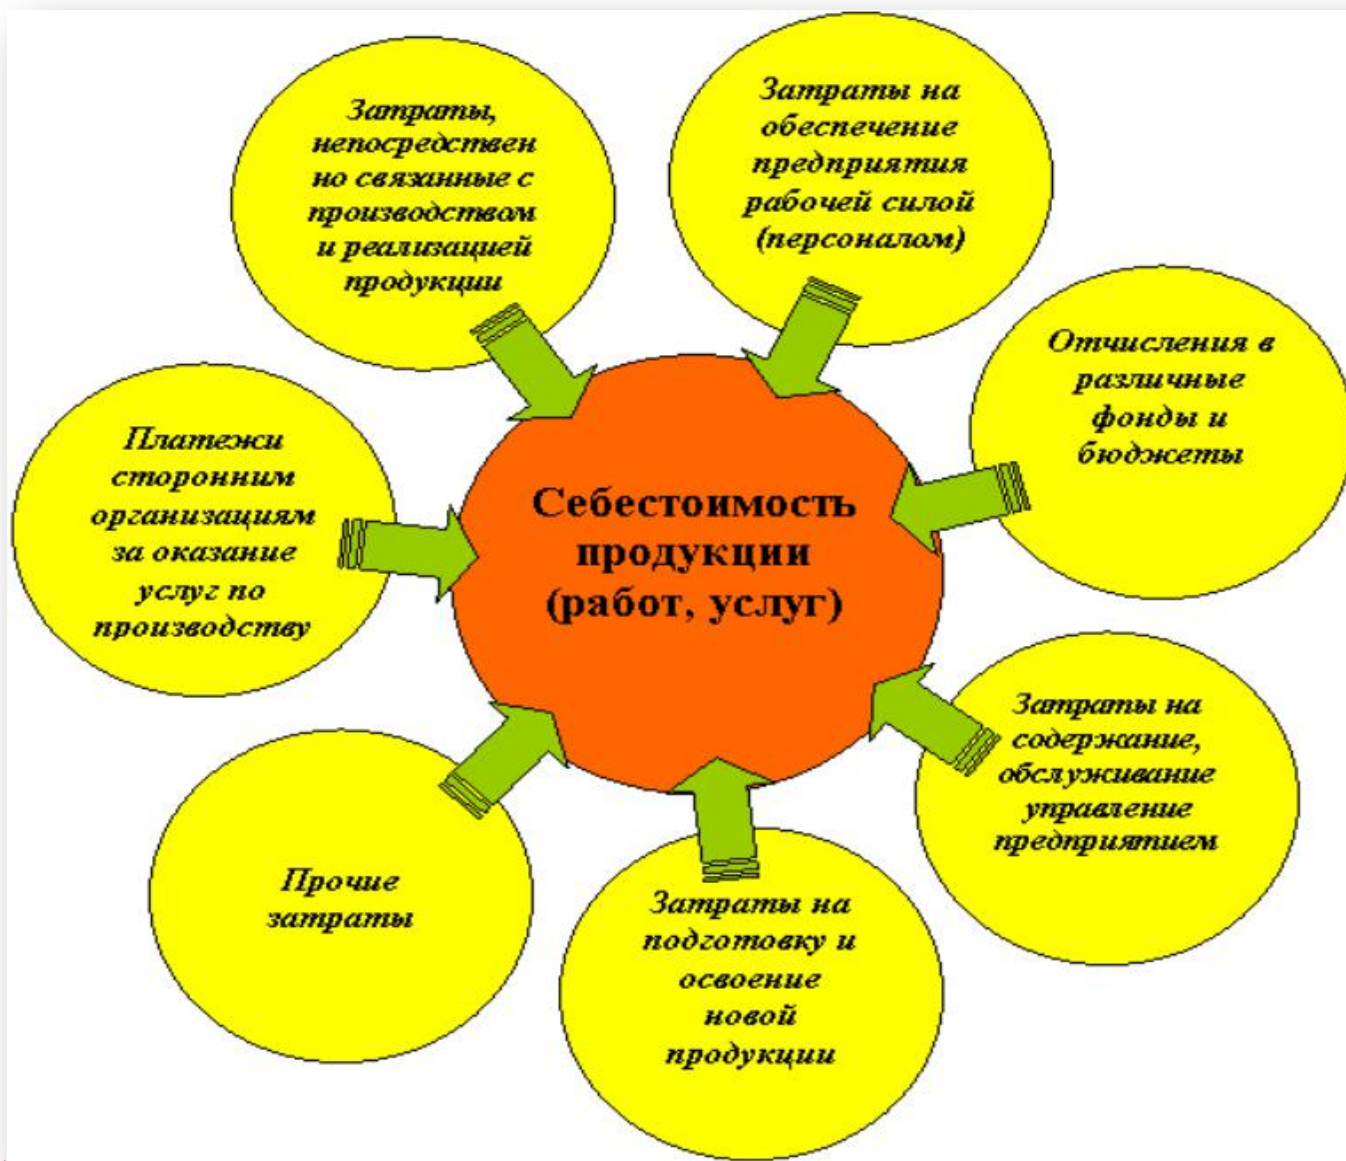 Затраты,
непосредствен
но связанные с
производством
и реализацией
продукции
Затраты на
обеспечение
предприятия
рабочей силой
(персоналом)
Отчисления в
различные
фонды и
бюджеты
Платежи
сторонним
организациям
за оказание
услуг по
производству
Себестоимость
продукции
(работ, услуг)
Затраты на
содержание,
обслуживание
управление
предприятием
Прочие
затраты
Затраты на
подготовку и
освоение
новой
продукции